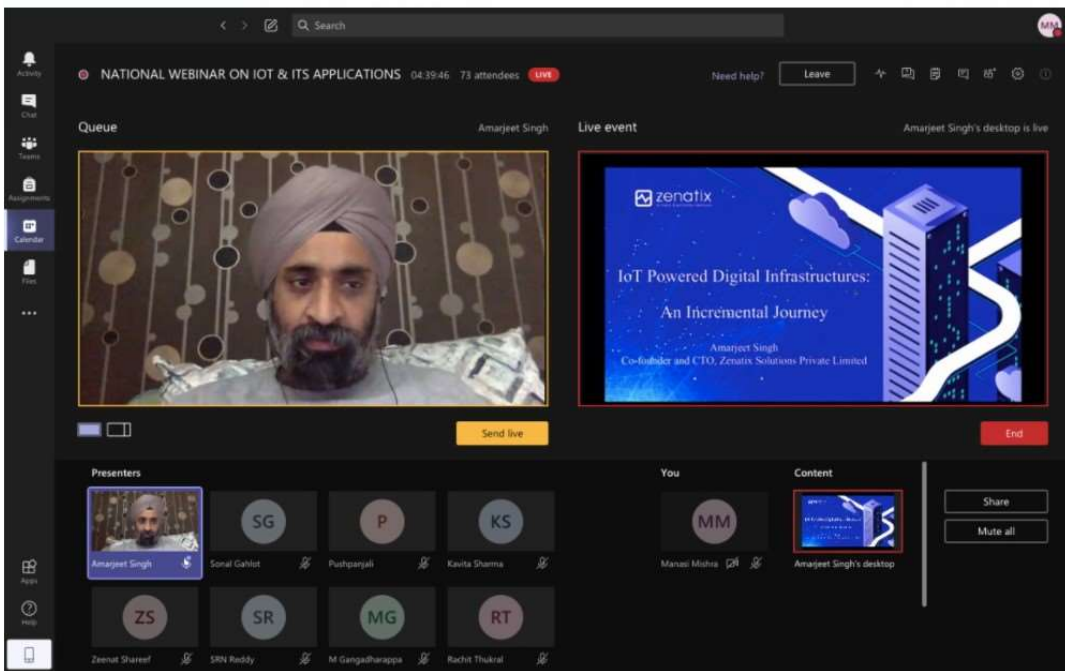 Search
MM
Activity
Chat
Teams
Assignments
Calendar
Files
Apps
Help
NATIONAL WEBINAR ON IOT & ITS APPLICATIONS 04:39:46 73 attendees LIVE
Need help? Leave
Queue Amarjeet Singh
Live event Amarjeet Singh's desktop is live
zenatix
IoT Powered Digital Infrastructures:
An Incremental Journey
Amarjeet Singh
Co-founder and CTO, Zenatix Solutions Private Limited
Send live
End
Presenters
SG P KS
Amarjeet Singh Sonal Gahlot Pushpanjali Kavita Sharma
ZS SR MG RT
Zeenat Shareef SRN Reddy M Gangadharappa Rachit Thukral
You
MM
Manasi Mishra
Content
Amarjeet Singh's desktop
Share
Mute all